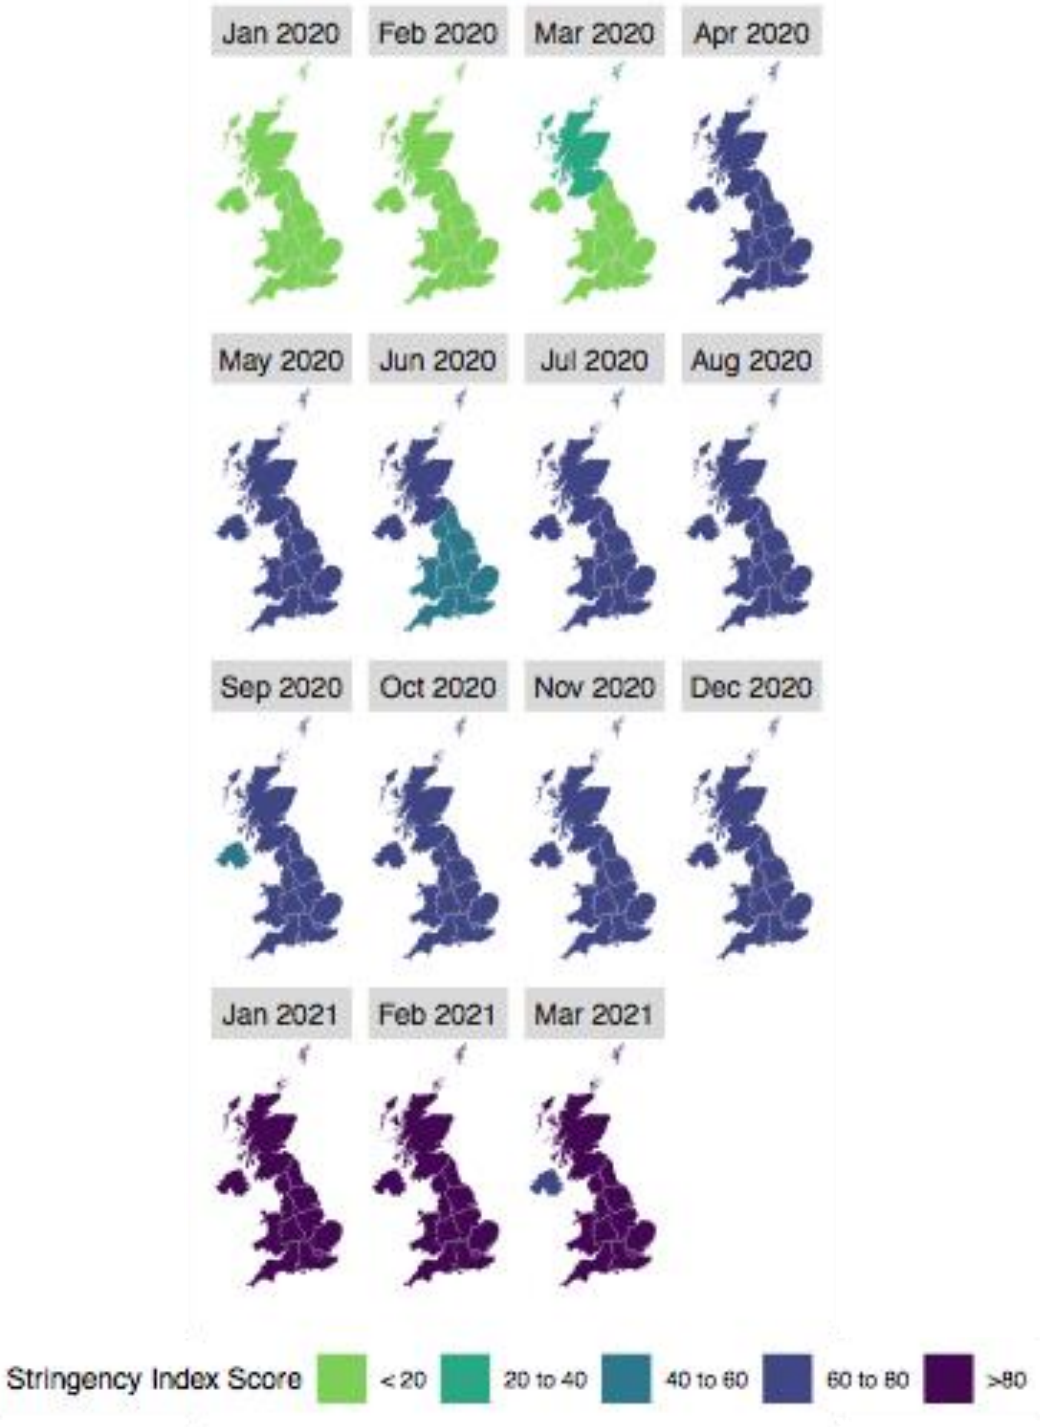 Jan 2020 Feb 2020 Mar 2020 Apr 2020
May 2020 Jun 2020 Jul 2020 Aug 2020
Sep 2020 Oct 2020 Nov 2020 Dec 2020
Jan 2021 Feb 2021 Mar 2021
Stringency Index Score < 20 20 to 40 40 to 60 60 to 80 >80